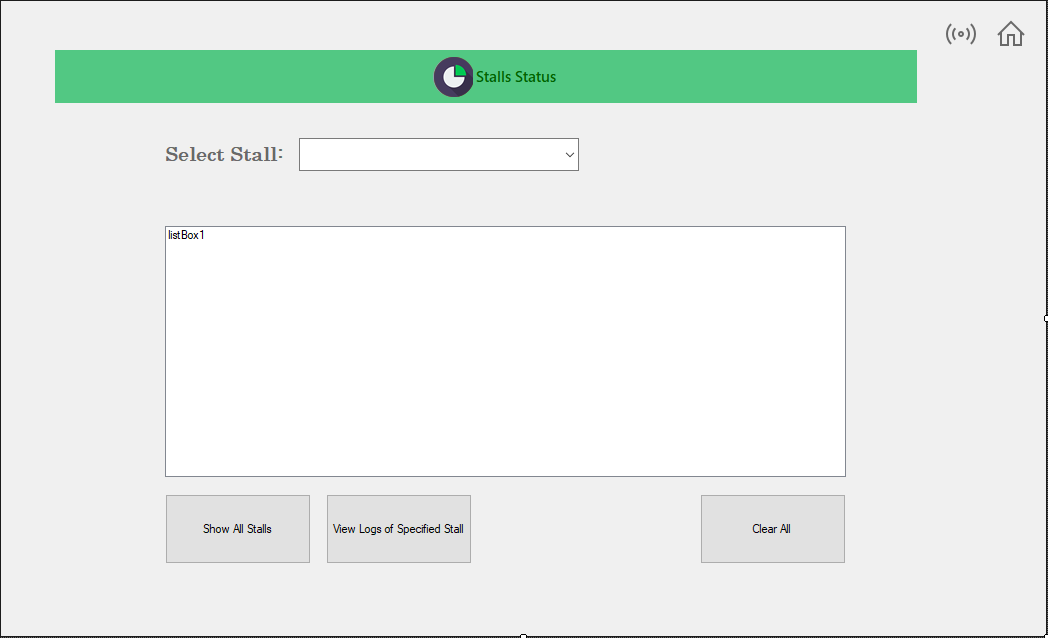 Stalls Status
Select Stall:
listBox1
Show All Stalls
View Logs of Specified Stall
Clear All